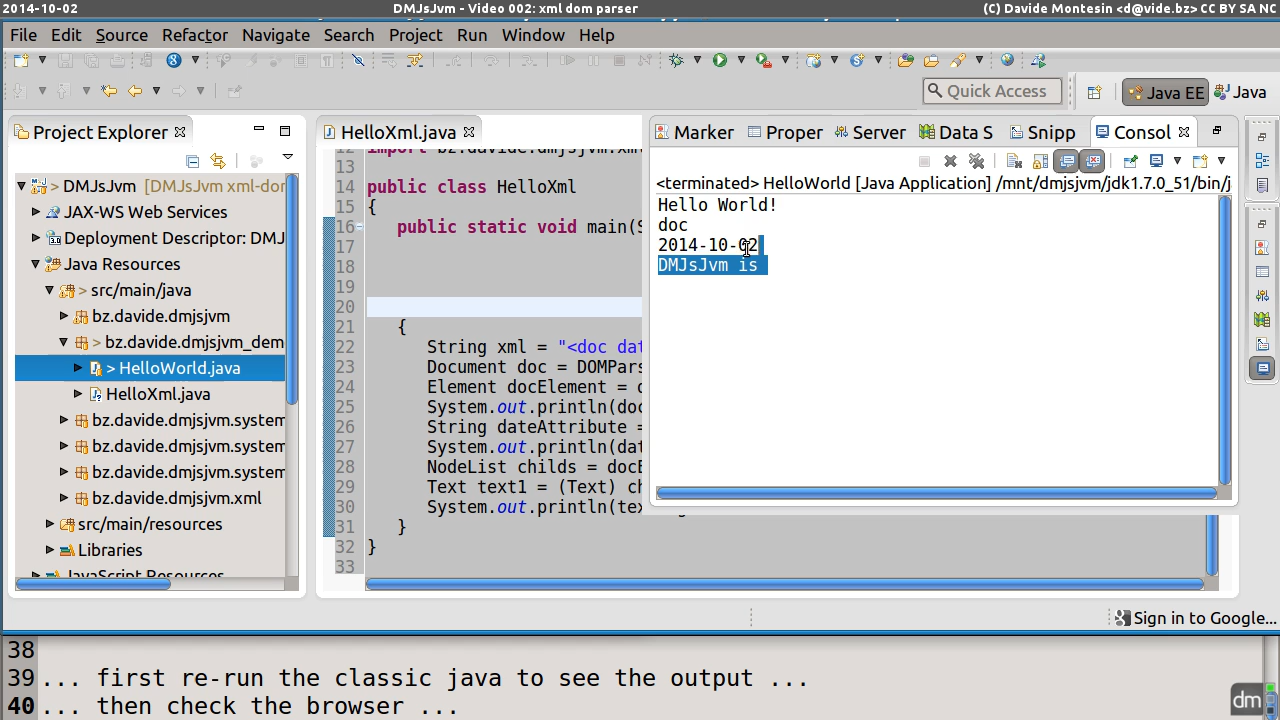 2014-10-02 DMJsJvm - Video 002: xml dom parser (C) Davide Montesin <d@vide.bz> CC BY SA NC
File Edit Source Refactor Navigate Search Project Run Window Help
Quick Access Java EE Java
Project Explorer
> DMJsJvm [DMJsJvm xml-dor
JAX-WS Web Services
Deployment Descriptor: DMJ
Java Resources
> src/main/java
bz.davide.dmjsjvm
> bz.davide.dmjsjvm_dem
> HelloWorld.java
HelloXml.java
bz.davide.dmjsjvm.system
bz.davide.dmjsjvm.system
bz.davide.dmjsjvm.system
bz.davide.dmjsjvm.xml
src/main/resources
Libraries
JavaScript Resources
HelloXml.java
12 import bz.davide.dmjsjvm.xml
13
14 public class HelloXml
15 {
16 public static void main(S
17
18
19
20
21 {
22 String xml = "<doc dat
23 Document doc = DOMPars
24 Element docElement = d
25 System.out.println(doc
26 String dateAttribute =
27 System.out.println(dat
28 NodeList childs = docE
29 Text text1 = (Text) ch
30 System.out.println(tex
31 }
32 }
33
Marker Proper Server Data S Snipp Consol
<terminated> HelloWorld [Java Application] /mnt/dmjsjvm/jdk1.7.0_51/bin/j
Hello World!
doc
2014-10-02
DMJsJvm is
Sign in to Google...
38
39 ... first re-run the classic java to see the output ...
40 ... then check the browser ...
dm